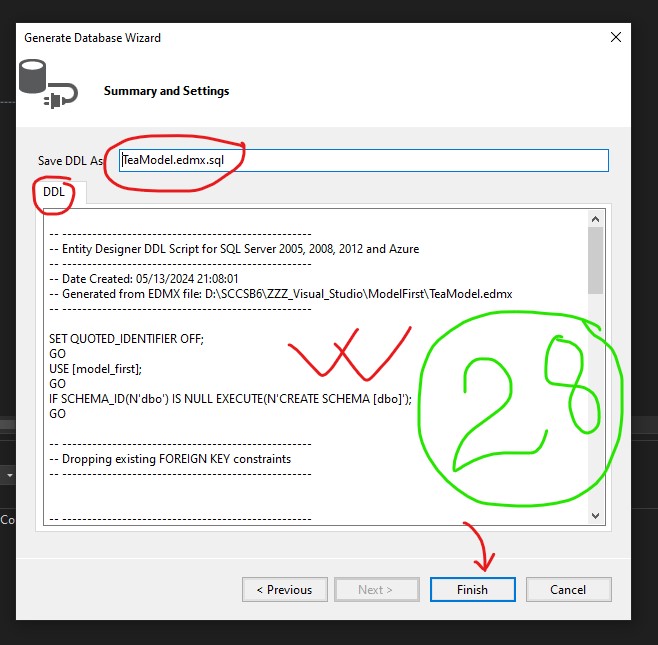 Generate Database Wizard
Summary and Settings
Save DDL As TeaModel.edmx.sql
DDL
-- --------------------------------------------------
-- Entity Designer DDL Script for SQL Server 2005, 2008, 2012 and Azure
-- --------------------------------------------------
-- Date Created: 05/13/2024 21:08:01
-- Generated from EDMX file: D:\SCCSB6\ZZZ_Visual_Studio\ModelFirst\TeaModel.edmx
-- --------------------------------------------------
SET QUOTED_IDENTIFIER OFF;
GO
USE [model_first];
GO
IF SCHEMA_ID(N'dbo') IS NULL EXECUTE(N'CREATE SCHEMA [dbo]');
GO
-- --------------------------------------------------
-- Dropping existing FOREIGN KEY constraints
-- --------------------------------------------------
-- --------------------------------------------------
28
Co
< Previous Next > Finish Cancel